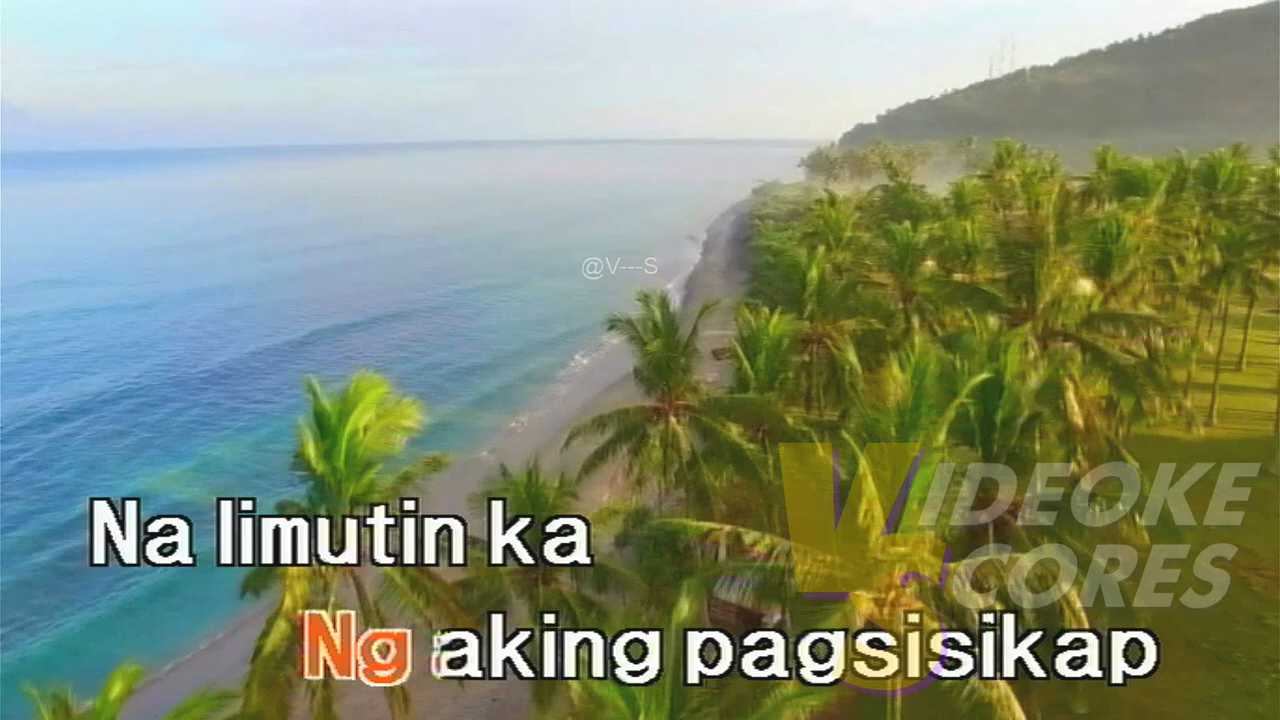 @V---S
VIDEOKE
SCORES
Na limutin ka
Ng aking pagsisikap